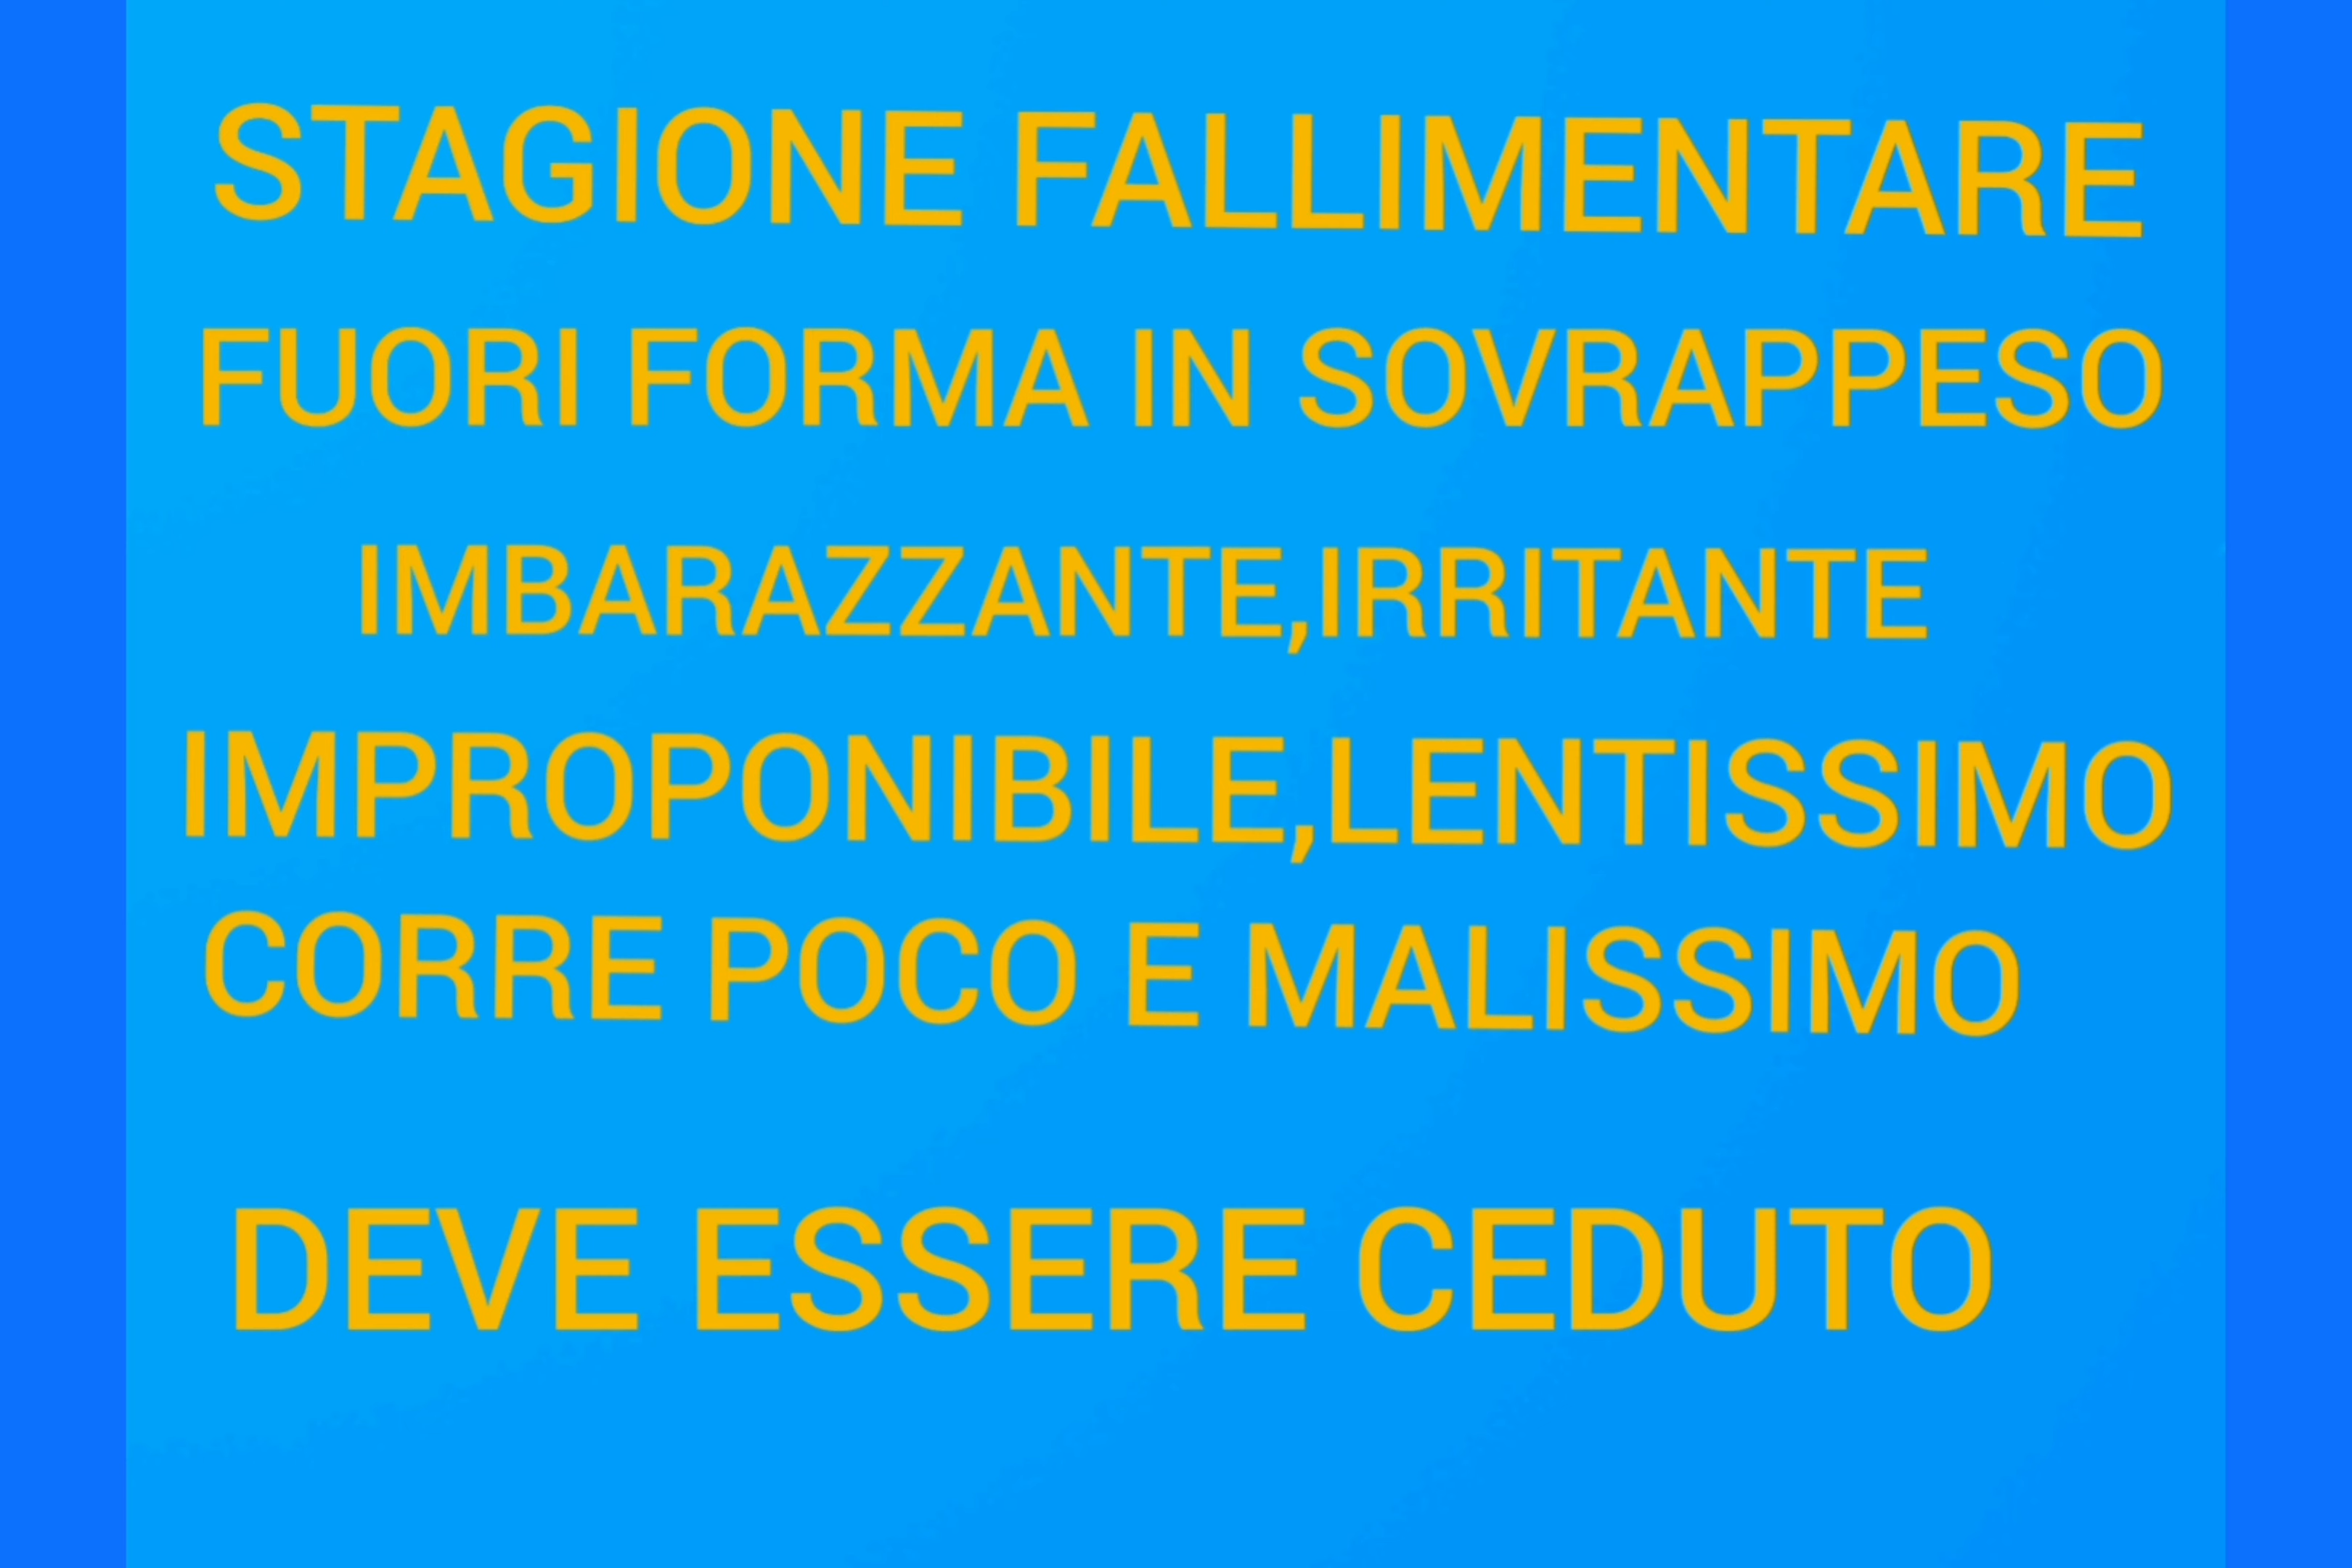 STAGIONE FALLIMENTARE
FUORI FORMA IN SOVRAPPESO
IMBARAZZANTE,IRRITANTE
IMPROPONIBILE,LENTISSIMO
CORRE POCO E MALISSIMO
DEVE ESSERE CEDUTO